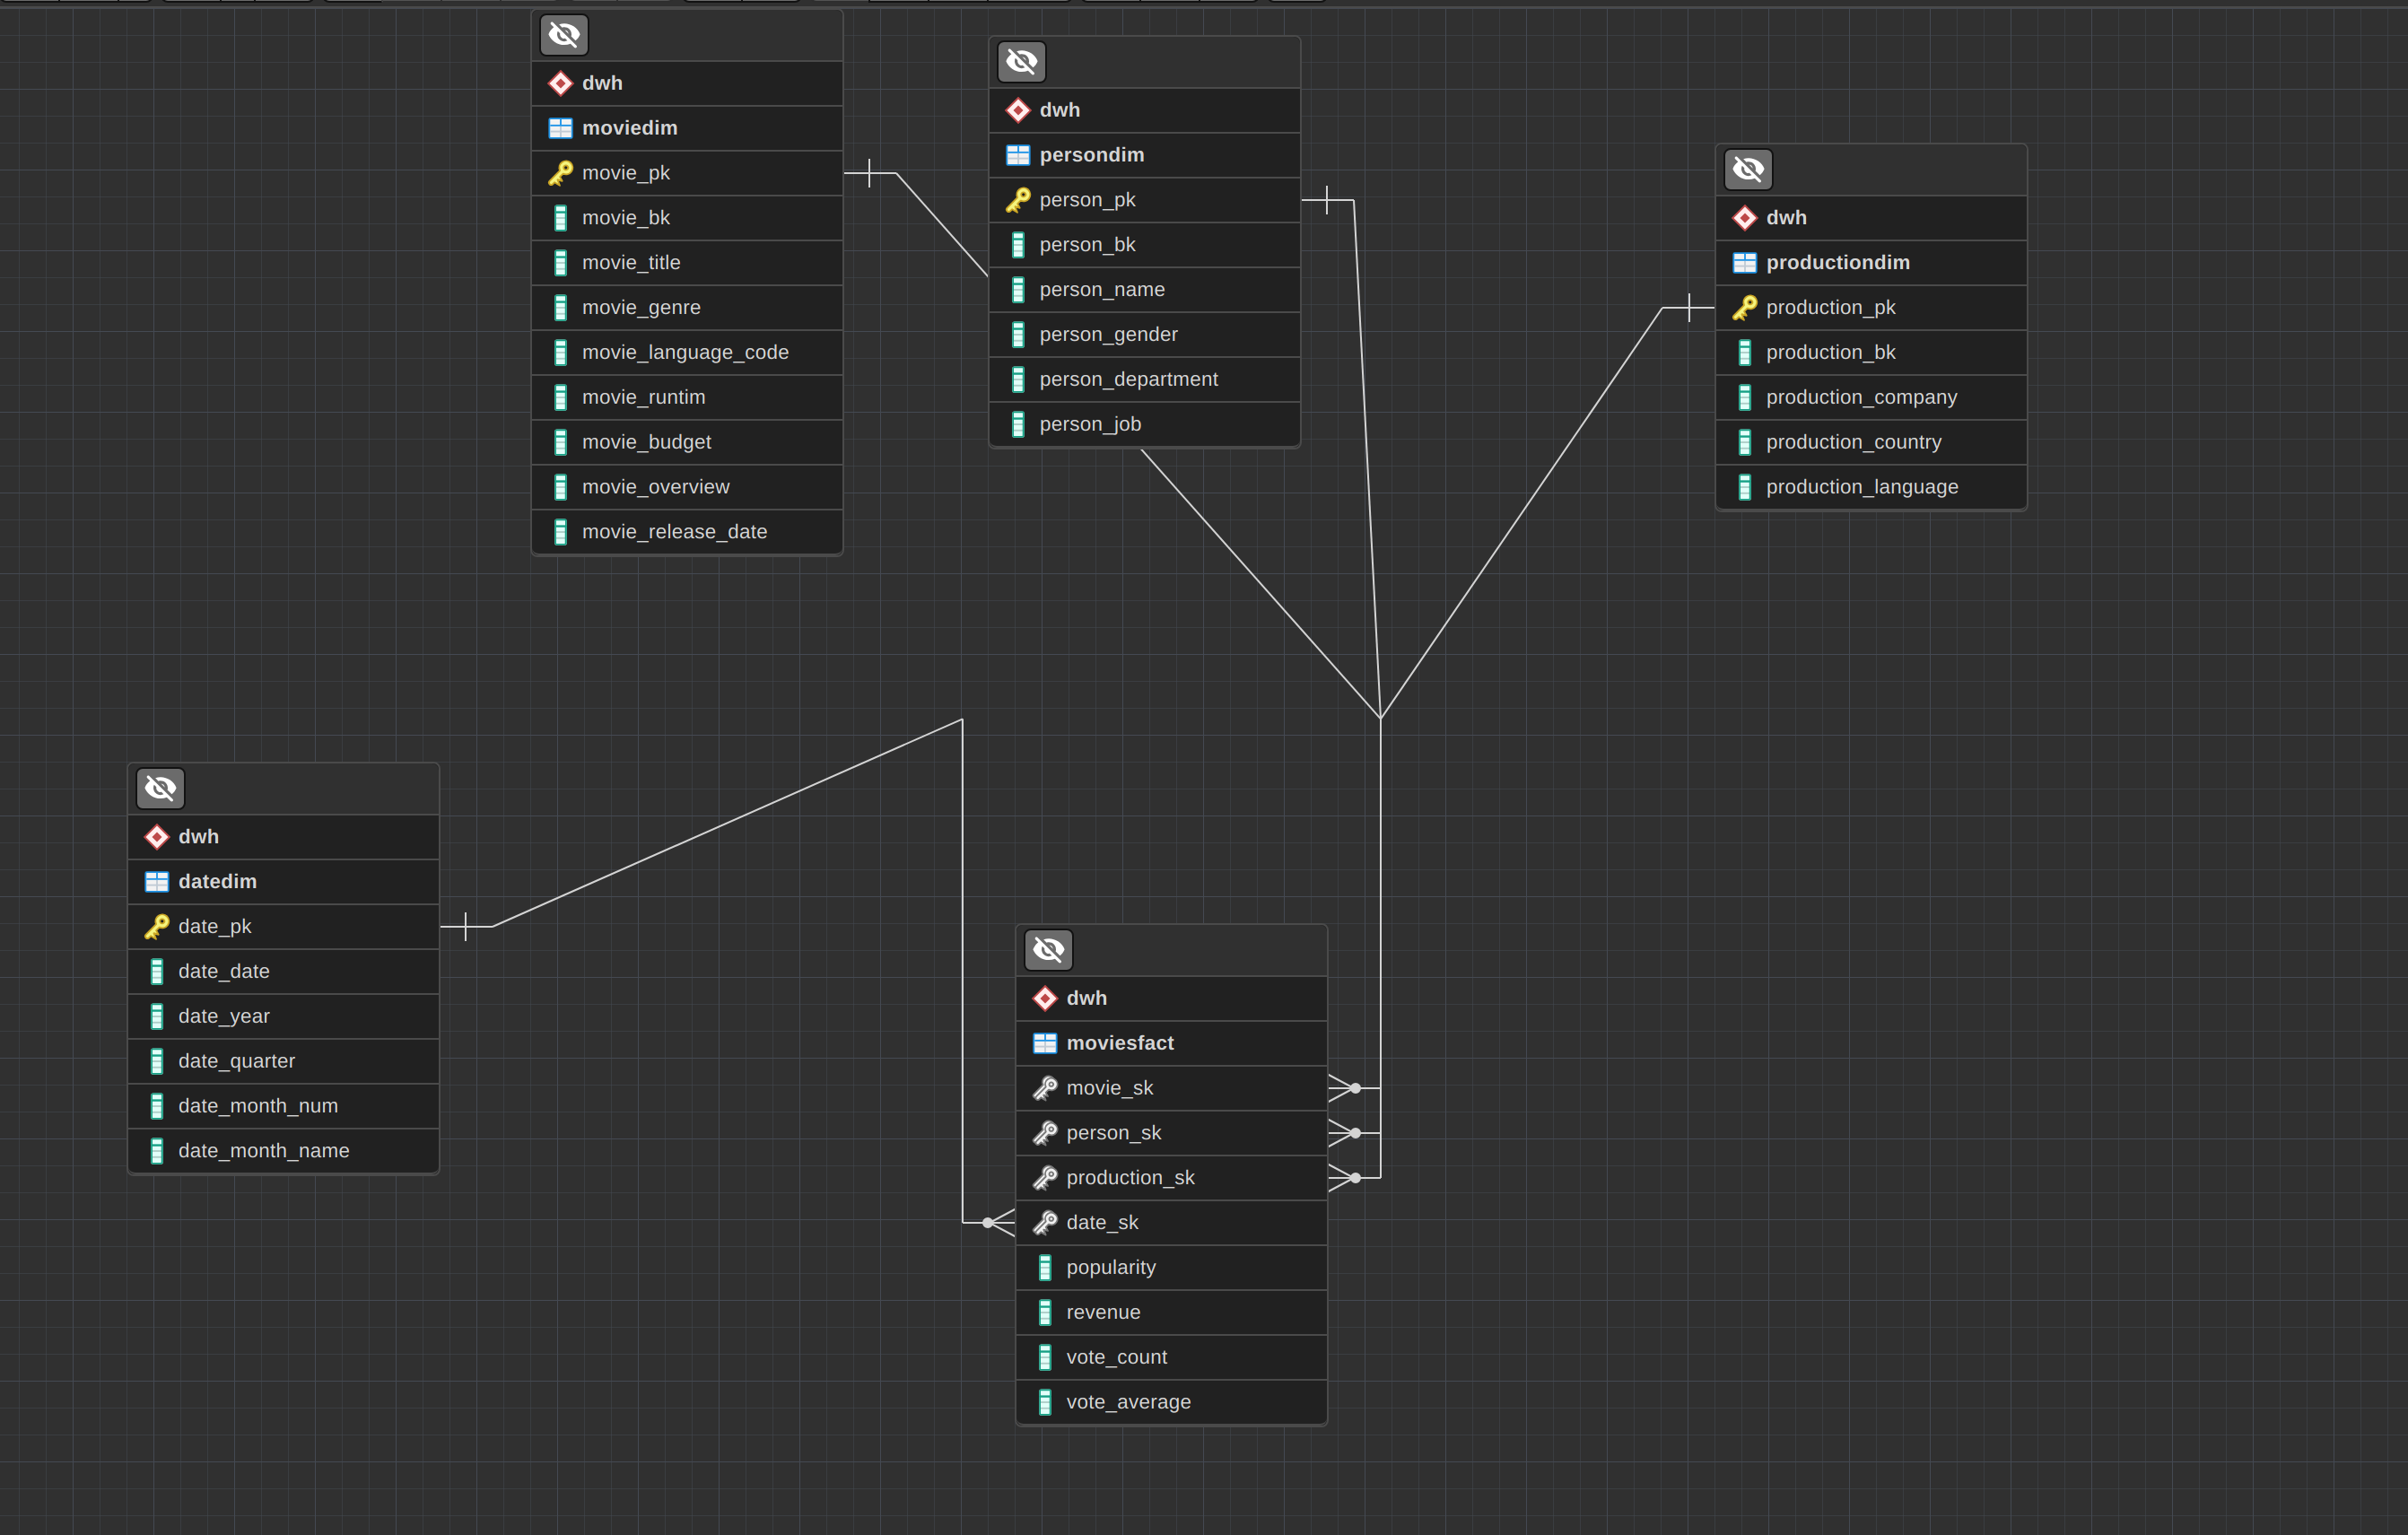 dwh
moviedim
movie_pk
movie_bk
movie_title
movie_genre
movie_language_code
movie_runtim
movie_budget
movie_overview
movie_release_date
dwh
persondim
person_pk
person_bk
person_name
person_gender
person_department
person_job
dwh
productiondim
production_pk
production_bk
production_company
production_country
production_language
dwh
datedim
date_pk
date_date
date_year
date_quarter
date_month_num
date_month_name
dwh
moviesfact
movie_sk
person_sk
production_sk
date_sk
popularity
revenue
vote_count
vote_average